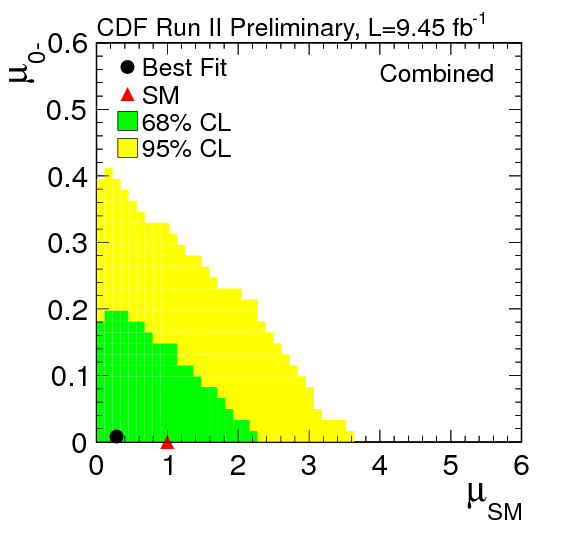 CDF Run II Preliminary, L=9.45 fb-1
μ0-
Best Fit
SM
68% CL
95% CL
Combined
0.6
0.5
0.4
0.3
0.2
0.1
0
0 1 2 3 4 5 6
μSM